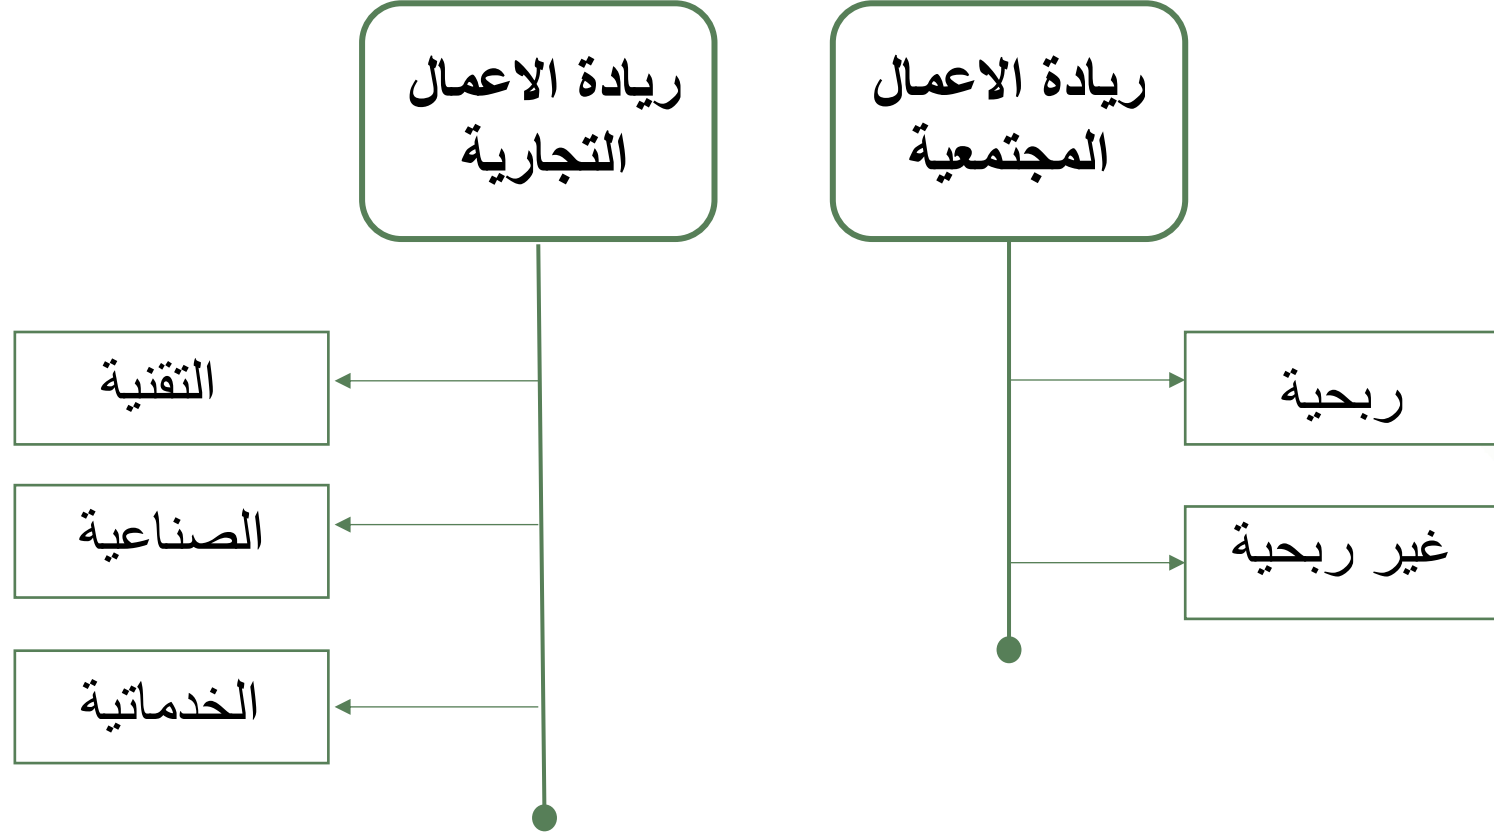 ريادة الاعمال
المجتمعية
ربحية
غير ربحية
ريادة الاعمال
التجارية
التقنية
الصناعية
الخدماتية